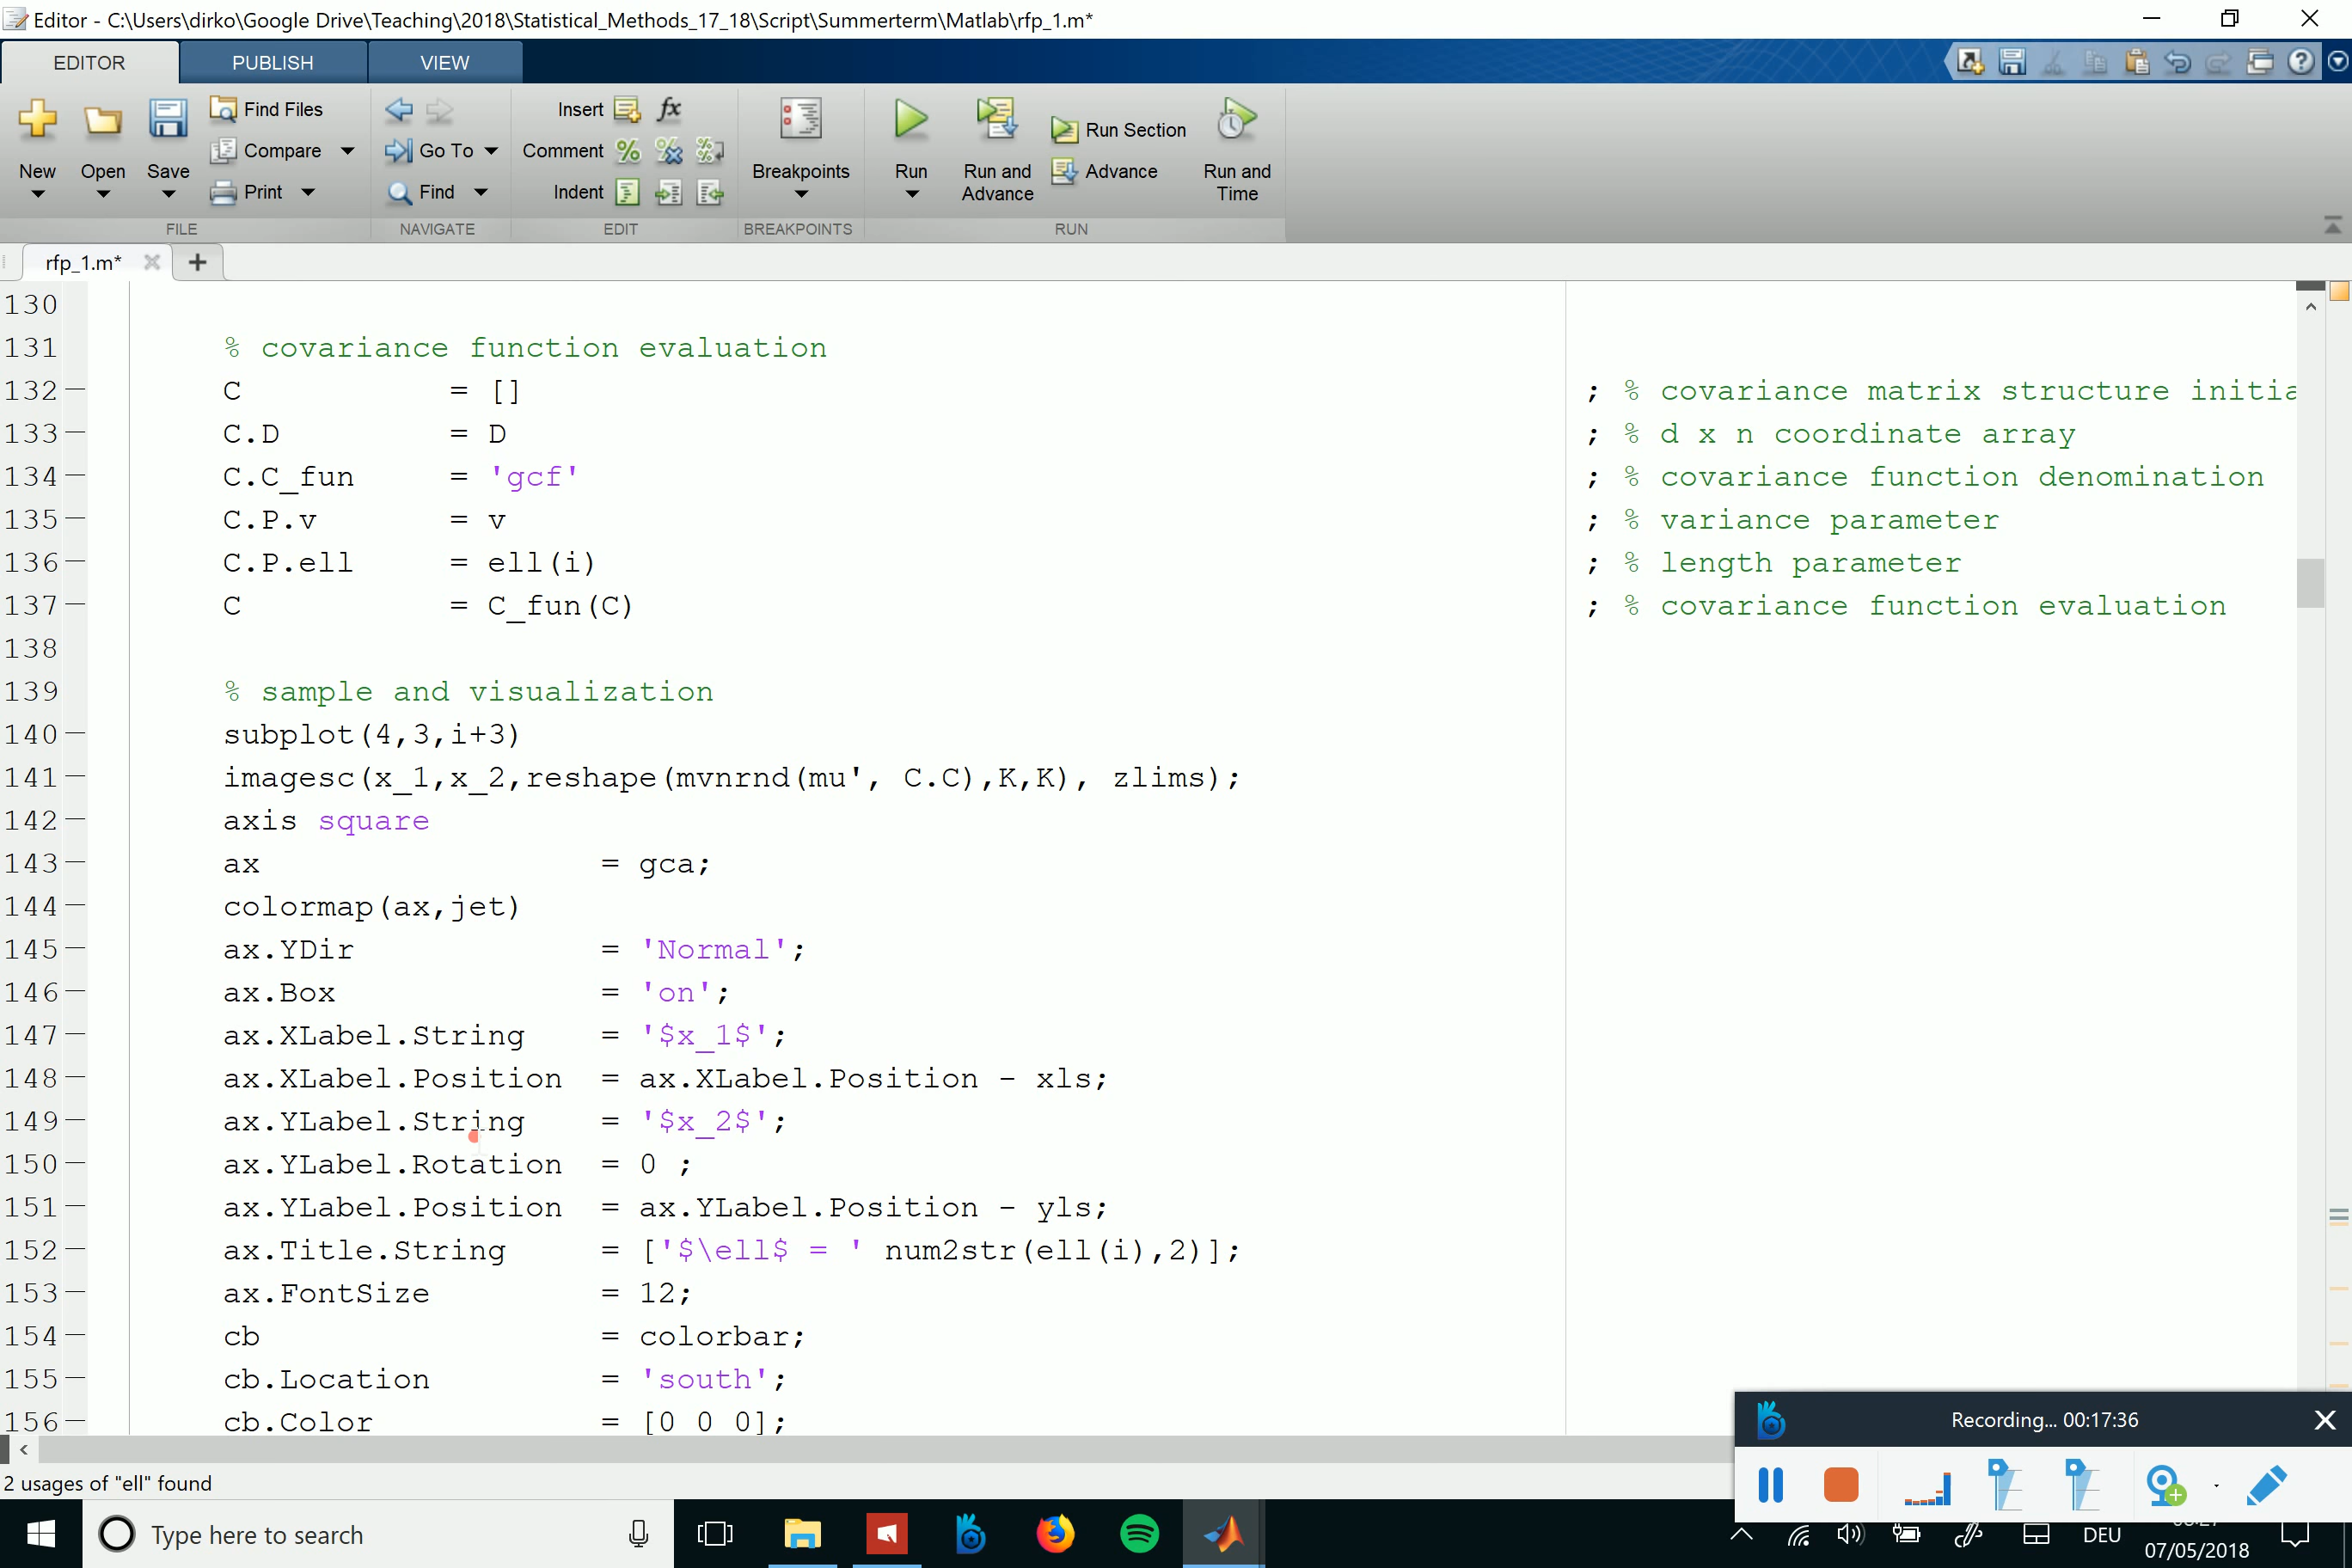 Editor - C:\Users\dirko\Google Drive\Teaching\2018\Statistical_Methods_17_18\Script\Summerterm\Matlab\rfp_1.m*
EDITOR PUBLISH VIEW
New Open Save Find Files Compare Print
Go To Find
Insert fx
Comment
Indent
Breakpoints
Run Run and Advance Run Section Advance Run and Time
FILE NAVIGATE EDIT BREAKPOINTS RUN
rfp_1.m*
130
131 % covariance function evaluation
132 C = [] ; % covariance matrix structure initia
133 C.D = D ; % d x n coordinate array
134 C.C_fun = 'gcf' ; % covariance function denomination
135 C.P.v = v ; % variance parameter
136 C.P.ell = ell(i) ; % length parameter
137 C = C_fun(C) ; % covariance function evaluation
138
139 % sample and visualization
140 subplot(4,3,i+3)
141 imagesc(x_1,x_2,reshape(mvnrnd(mu', C.C),K,K), zlims);
142 axis square
143 ax = gca;
144 colormap(ax,jet)
145 ax.YDir = 'Normal';
146 ax.Box = 'on';
147 ax.XLabel.String = '$x_1$';
148 ax.XLabel.Position = ax.XLabel.Position - xls;
149 ax.YLabel.String = '$x_2$';
150 ax.YLabel.Rotation = 0 ;
151 ax.YLabel.Position = ax.YLabel.Position - yls;
152 ax.Title.String = ['$\ell$ = ' num2str(ell(i),2)];
153 ax.FontSize = 12;
154 cb = colorbar;
155 cb.Location = 'south';
156 cb.Color = [0 0 0];
Recording... 00:17:36
2 usages of "ell" found
Type here to search
DEU
07/05/2018